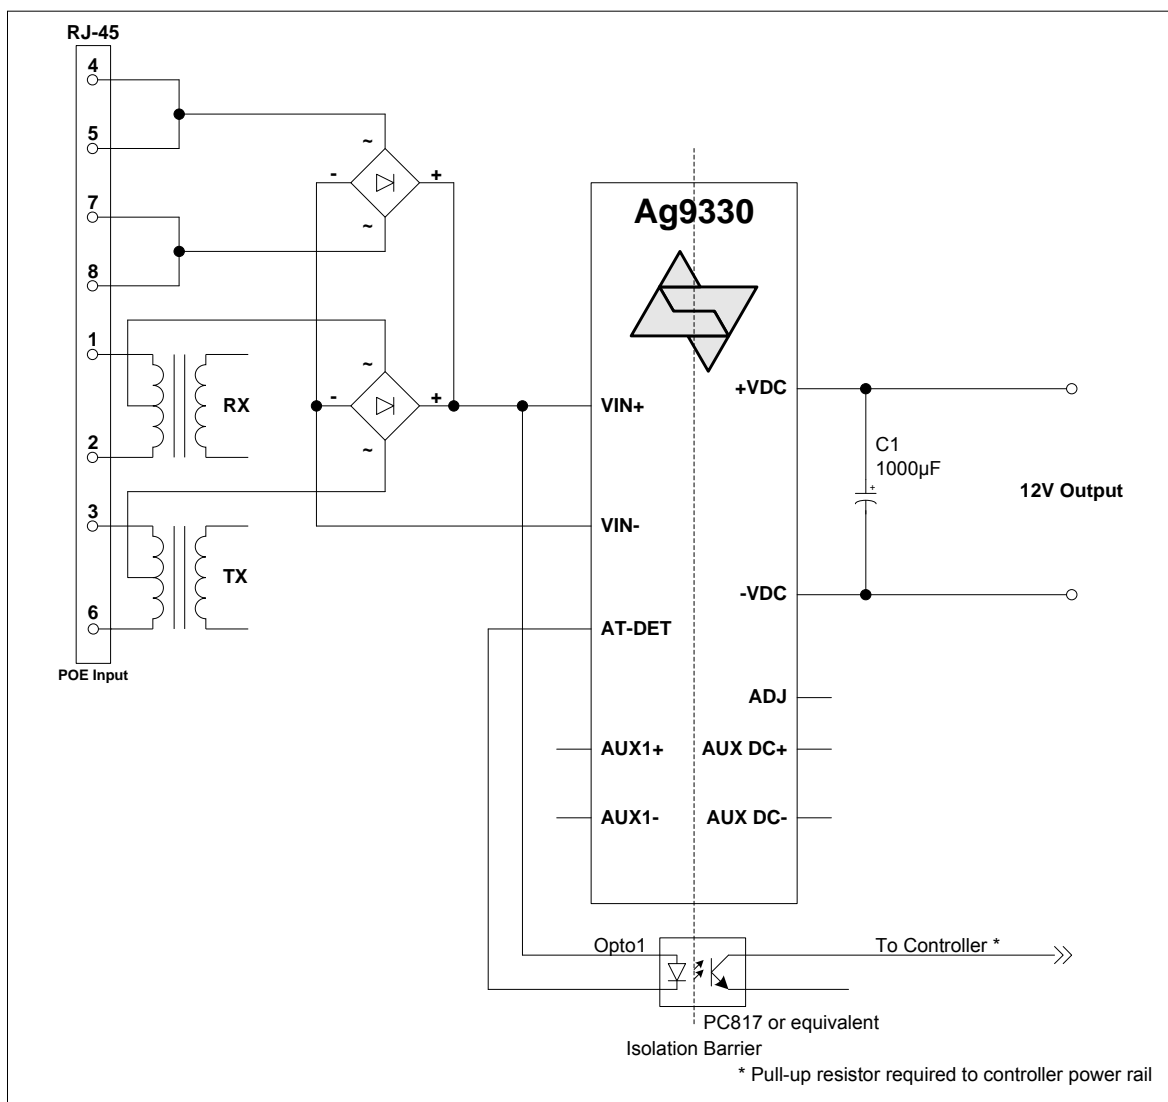 RJ-45
4
5
7
8
1
2
3
6
POE Input
~
-
+
~
~
-
+
~
RX
TX
Ag9330
VIN+
VIN-
AT-DET
AUX1+
AUX1-
+VDC
-VDC
ADJ
AUX DC+
AUX DC-
C1
1000µF
+
12V Output
Opto1
To Controller *
PC817 or equivalent
Isolation Barrier
* Pull-up resistor required to controller power rail